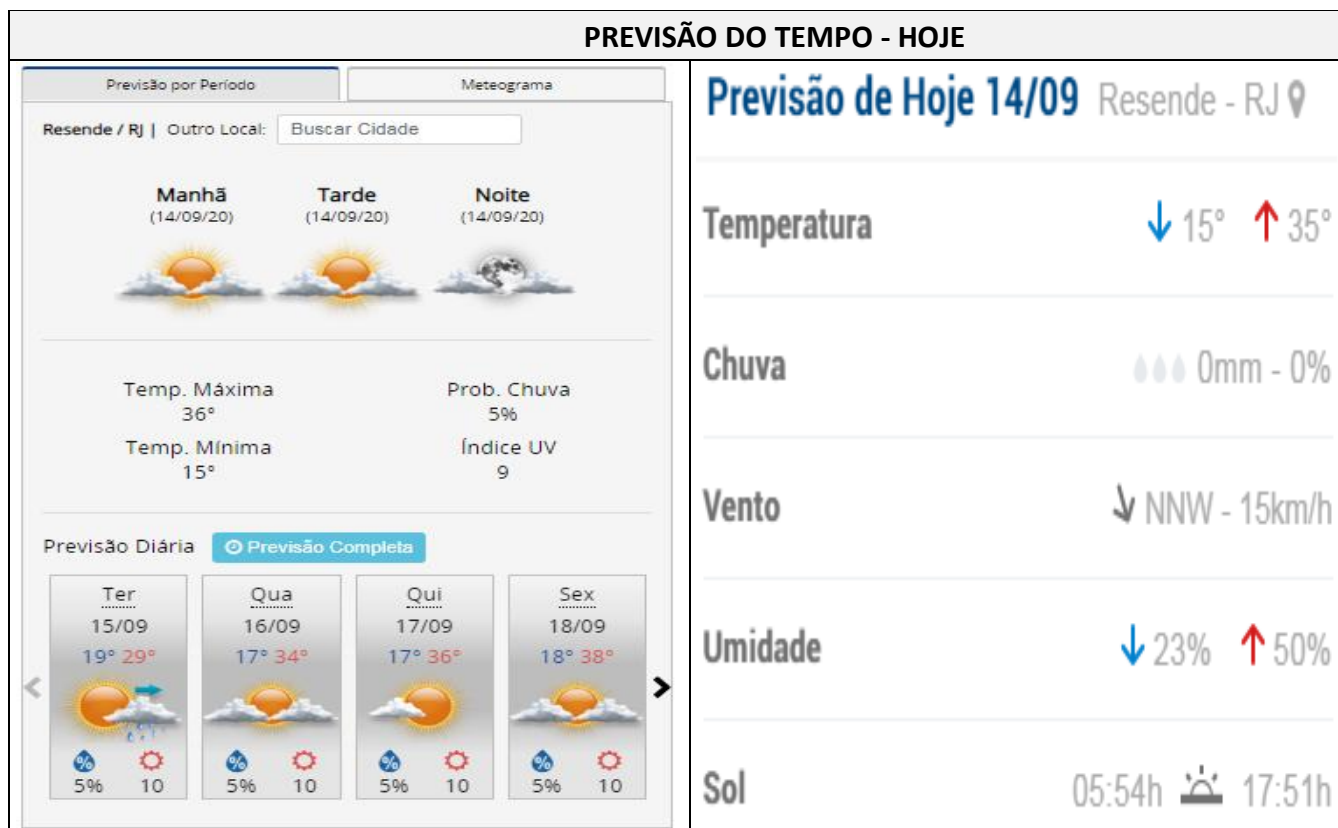 PREVISÃO DO TEMPO - HOJE
Previsão por Período
Meteograma
Resende / RJ | Outro Local: Buscar Cidade
Manhã Tarde Noite
(14/09/20) (14/09/20) (14/09/20)
Temp. Máxima Prob. Chuva
36° 5%
Temp. Mínima Índice UV
15° 9
Previsão Diária Previsão Completa
Ter Qua Qui Sex
15/09 16/09 17/09 18/09
19° 29° 17° 34° 17° 36° 18° 38°
% % % %
5% 10 5% 10 5% 10 5% 10
Previsão de Hoje 14/09 Resende - RJ
Temperatura 15° 35°
Chuva 0mm - 0%
Vento NNW - 15km/h
Umidade 23% 50%
Sol 05:54h 17:51h